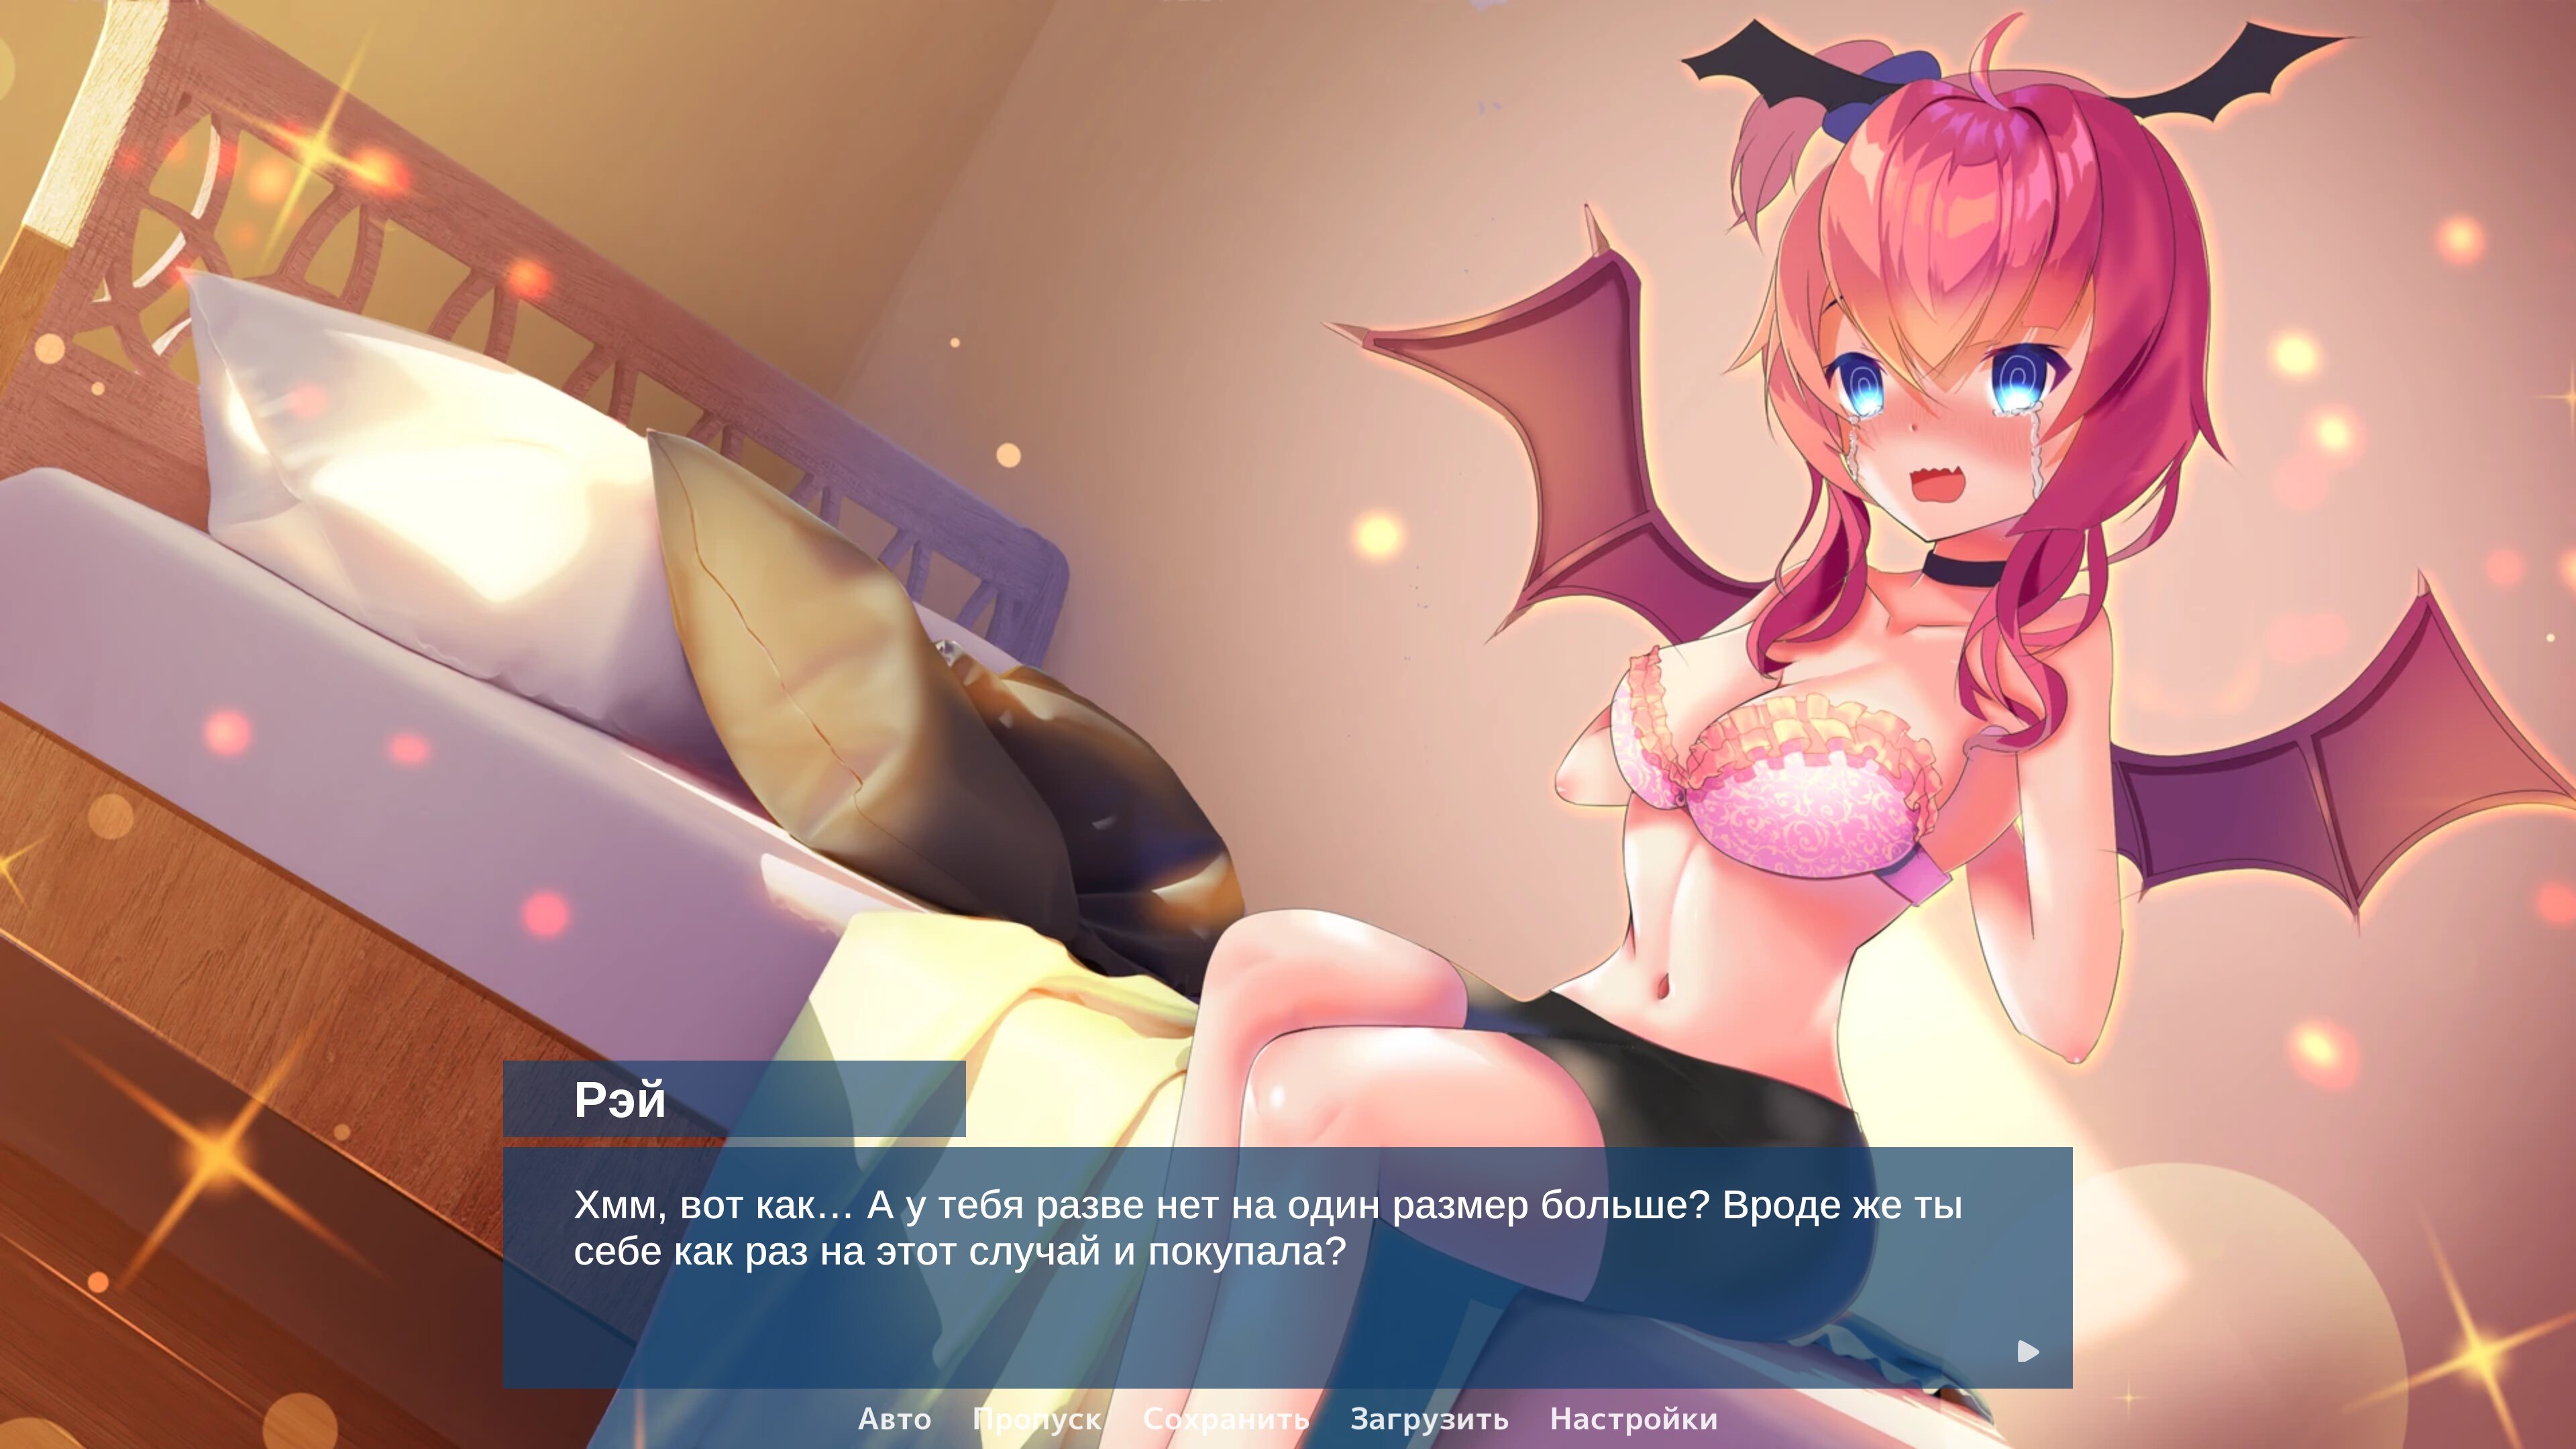 Рэй
Хмм, вот как… А у тебя разве нет на один размер больше? Вроде же ты
себе как раз на этот случай и покупала?
Авто Пропуск Сохранить Загрузить Настройки